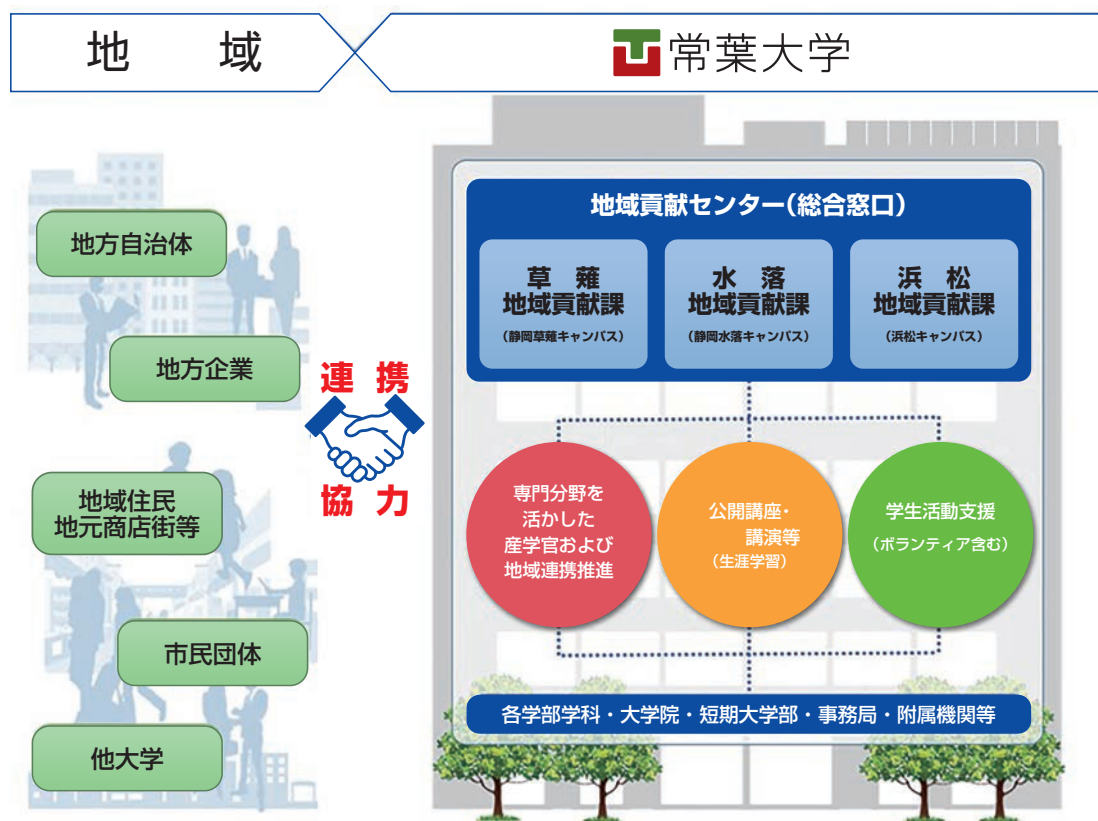 地　域
常葉大学
地方自治体
地方企業
地域住民
地元商店街等
市民団体
他大学
連 携
協 力
地域貢献センター（総合窓口）
草　薙
地域貢献課
（静岡草薙キャンパス）
水　落
地域貢献課
（静岡水落キャンパス）
浜　松
地域貢献課
（浜松キャンパス）
専門分野を
活かした
産学官および
地域連携推進
公開講座・
講演等
（生涯学習）
学生活動支援
（ボランティア含む）
各学部学科・大学院・短期大学部・事務局・附属機関等